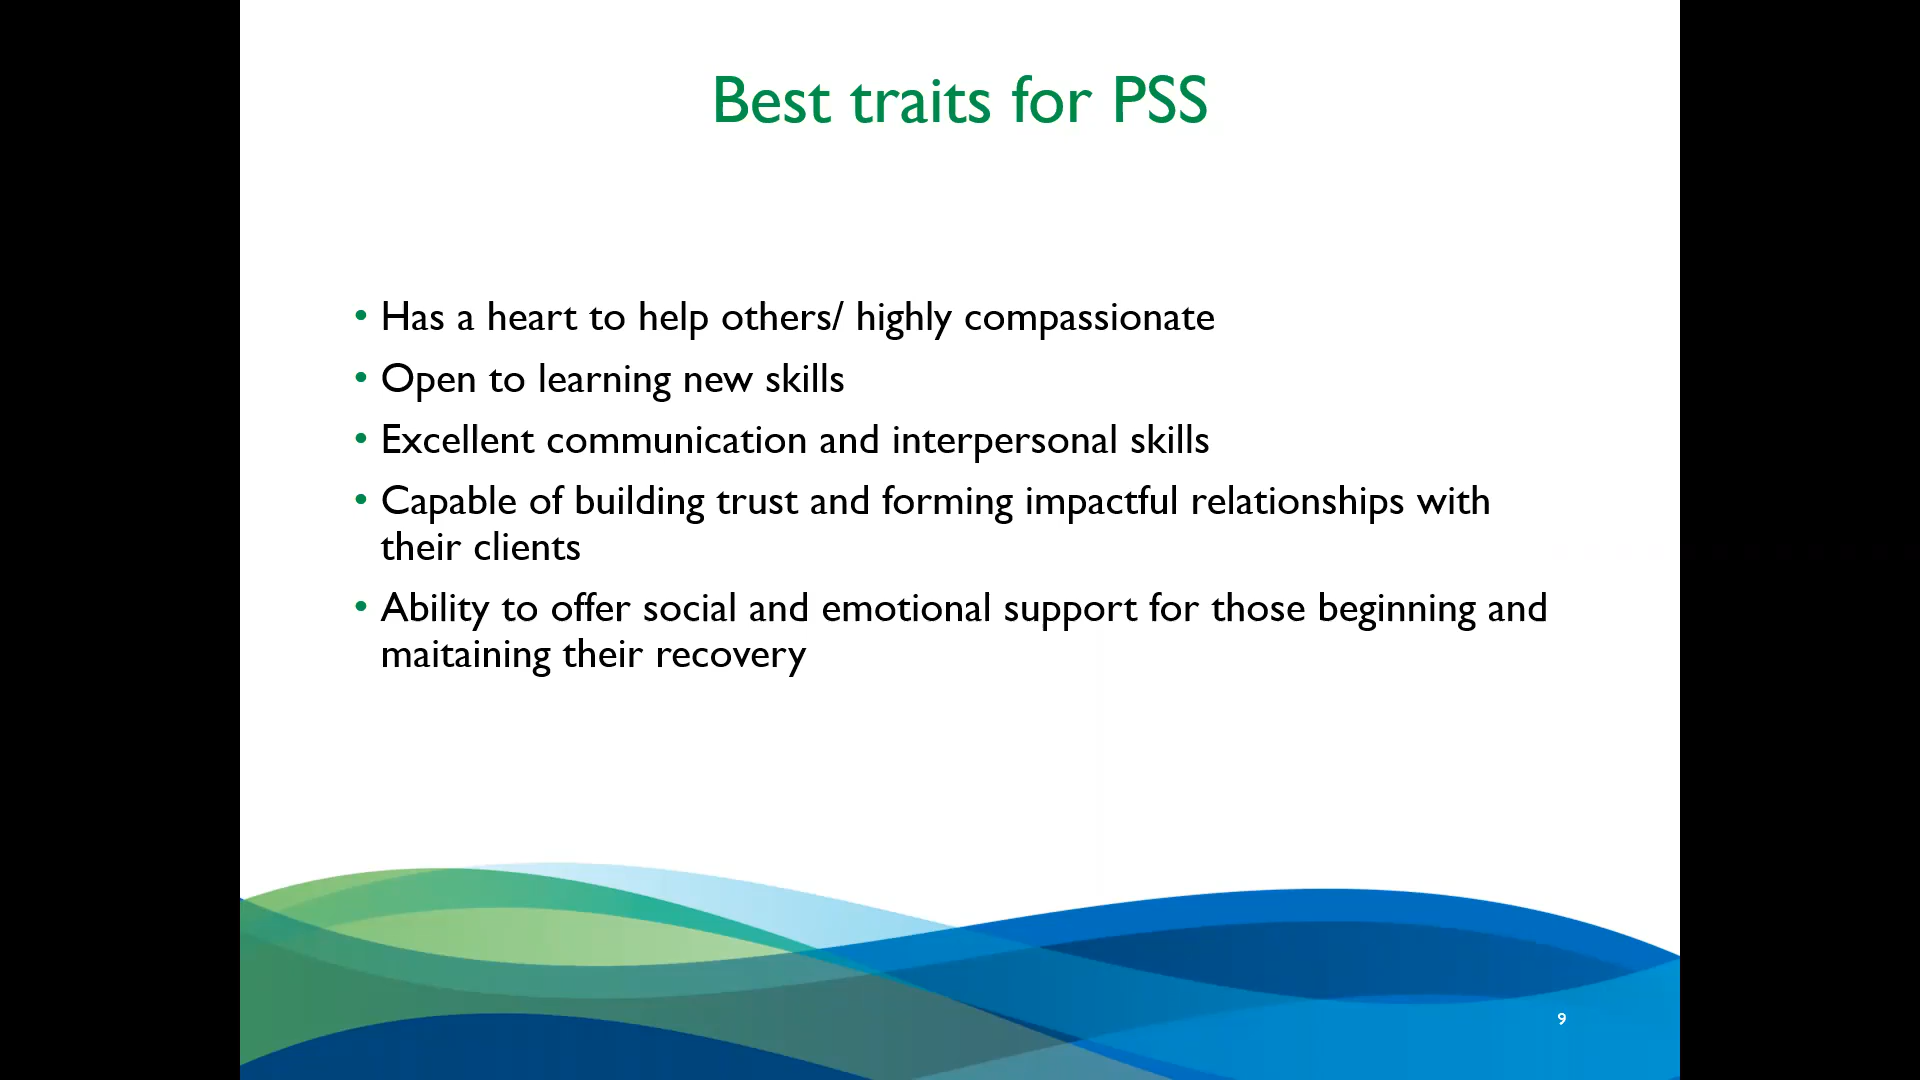 Best traits for PSS
• Has a heart to help others/ highly compassionate
• Open to learning new skills
• Excellent communication and interpersonal skills
• Capable of building trust and forming impactful relationships with
their clients
• Ability to offer social and emotional support for those beginning and
maitaining their recovery
9